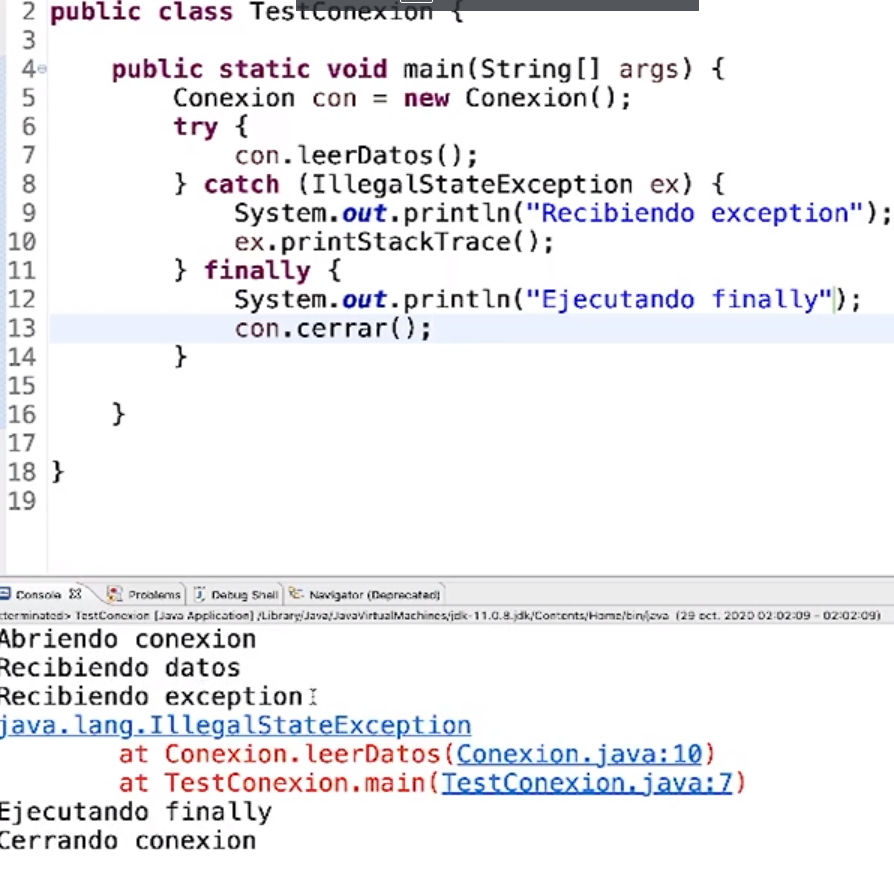 2 public class TestConexion {
3
4 public static void main(String[] args) {
5 Conexion con = new Conexion();
6 try {
7 con.leerDatos();
8 } catch (IllegalStateException ex) {
9 System.out.println("Recibiendo exception");
10 ex.printStackTrace();
11 } finally {
12 System.out.println("Ejecutando finally");
13 con.cerrar();
14 }
15
16 }
17
18 }
19
Console Problems Debug Shell Navigator (Deprecated)
terminated> TestConexion [Java Application] /Library/Java/JavaVirtualMachines/jdk-11.0.8.jdk/Contents/Home/bin/java (29 oct. 2020 02:02:09 – 02:02:09)
Abriendo conexion
Recibiendo datos
Recibiendo exception
java.lang.IllegalStateException
at Conexion.leerDatos(Conexion.java:10)
at TestConexion.main(TestConexion.java:7)
Ejecutando finally
Cerrando conexion